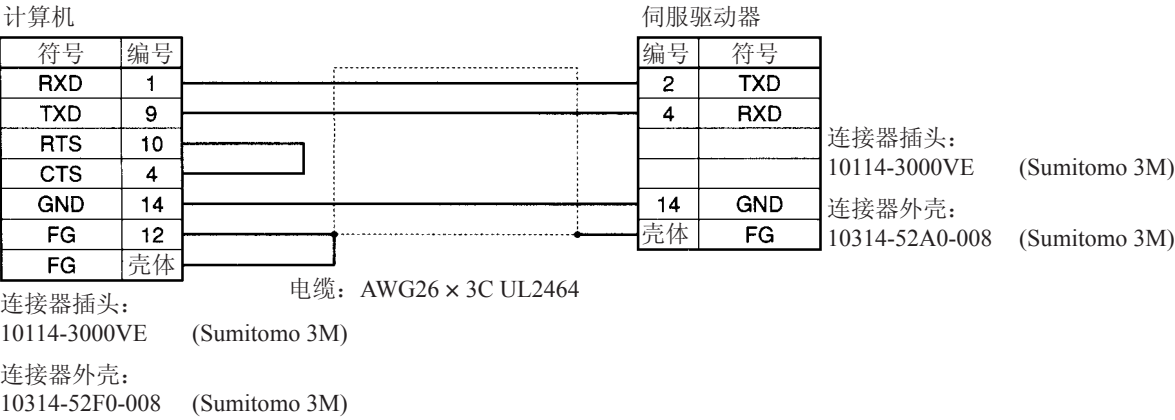 计算机
伺服驱动器
符号 编号
编号 符号
RXD 1
2 TXD
TXD 9
4 RXD
RTS 10
CTS 4
GND 14
14 GND
FG 12
壳体 FG
FG 壳体
连接器插头:
10114-3000VE (Sumitomo 3M)
连接器外壳:
10314-52A0-008 (Sumitomo 3M)
电缆:AWG26 × 3C UL2464
连接器插头:
10114-3000VE (Sumitomo 3M)
连接器外壳:
10314-52F0-008 (Sumitomo 3M)